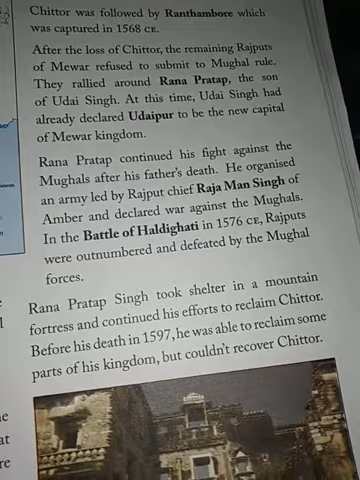 Chittor was followed by Ranthambore which
was captured in 1568 CE.
After the loss of Chittor, the remaining Rajputs
of Mewar refused to submit to Mughal rule.
They rallied around Rana Pratap, the son
of Udai Singh. At this time, Udai Singh had
already declared Udaipur to be the new capital
of Mewar kingdom.
Rana Pratap continued his fight against the
Mughals after his father's death. He organised
an army led by Rajput chief Raja Man Singh of
Amber and declared war against the Mughals.
In the Battle of Haldighati in 1576 CE, Rajputs
were outnumbered and defeated by the Mughal
forces.
Rana Pratap Singh took shelter in a mountain
fortress and continued his efforts to reclaim Chittor.
Before his death in 1597, he was able to reclaim some
parts of his kingdom, but couldn't recover Chittor.